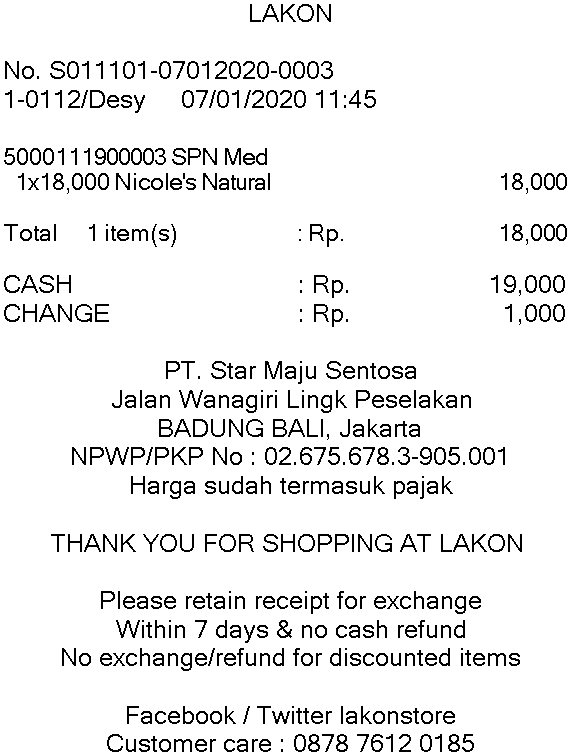 LAKON
No. S011101-07012020-0003
1-0112/Desy 07/01/2020 11:45
5000111900003 SPN Med
1x18,000 Nicole's Natural 18,000
Total 1 item(s) : Rp. 18,000
CASH : Rp. 19,000
CHANGE : Rp. 1,000
PT. Star Maju Sentosa
Jalan Wanagiri Lingk Peselakan
BADUNG BALI, Jakarta
NPWP/PKP No : 02.675.678.3-905.001
Harga sudah termasuk pajak
THANK YOU FOR SHOPPING AT LAKON
Please retain receipt for exchange
Within 7 days & no cash refund
No exchange/refund for discounted items
Facebook / Twitter lakonstore
Customer care : 0878 7612 0185